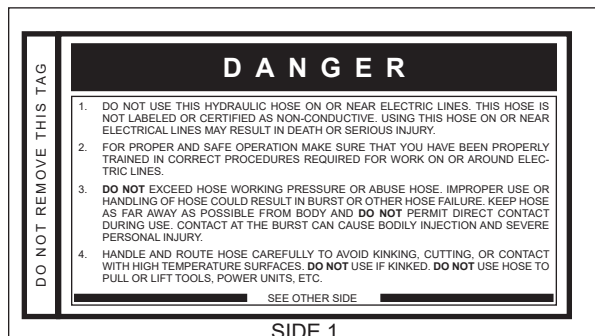 DO NOT REMOVE THIS TAG
DANGER
1. DO NOT USE THIS HYDRAULIC HOSE ON OR NEAR ELECTRIC LINES. THIS HOSE IS
NOT LABELED OR CERTIFIED AS NON-CONDUCTIVE. USING THIS HOSE ON OR NEAR
ELECTRICAL LINES MAY RESULT IN DEATH OR SERIOUS INJURY.
2. FOR PROPER AND SAFE OPERATION MAKE SURE THAT YOU HAVE BEEN PROPERLY
TRAINED IN CORRECT PROCEDURES REQUIRED FOR WORK ON OR AROUND ELEC-
TRIC LINES.
3. DO NOT EXCEED HOSE WORKING PRESSURE OR ABUSE HOSE. IMPROPER USE OR
HANDLING OF HOSE COULD RESULT IN BURST OR OTHER HOSE FAILURE. KEEP HOSE
AS FAR AWAY AS POSSIBLE FROM BODY AND DO NOT PERMIT DIRECT CONTACT
DURING USE. CONTACT AT THE BURST CAN CAUSE BODILY INJECTION AND SEVERE
PERSONAL INJURY.
4. HANDLE AND ROUTE HOSE CAREFULLY TO AVOID KINKING, CUTTING, OR CONTACT
WITH HIGH TEMPERATURE SURFACES. DO NOT USE IF KINKED. DO NOT USE HOSE TO
PULL OR LIFT TOOLS, POWER UNITS, ETC.
SEE OTHER SIDE
SIDE 1